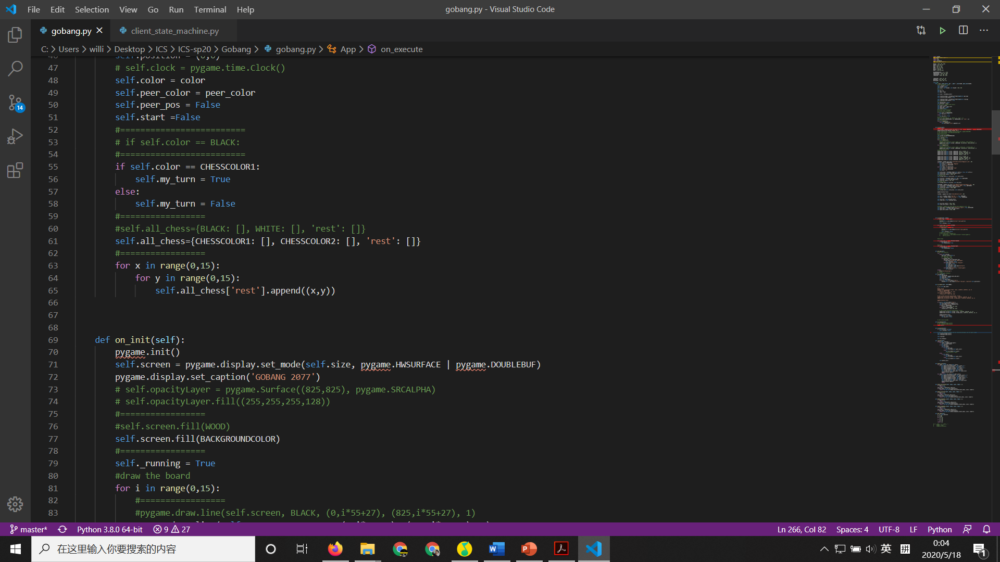 File Edit Selection View Go Run Terminal Help
gobang.py - Visual Studio Code
gobang.py
client_state_machine.py
C: > Users > willi > Desktop > ICS > ICS-sp20 > Gobang > gobang.py > App > on_execute
47 # self.clock = pygame.time.Clock()
48 self.color = color
49 self.peer_color = peer_color
50 self.peer_pos = False
51 self.start =False
52 #=========================
53 # if self.color == BLACK:
54 #=========================
55 if self.color == CHESSCOLOR1:
56 self.my_turn = True
57 else:
58 self.my_turn = False
59 #=================
60 #self.all_chess={BLACK: [], WHITE: [], 'rest': []}
61 self.all_chess={CHESSCOLOR1: [], CHESSCOLOR2: [], 'rest': []}
62 #=================
63 for x in range(0,15):
64 for y in range(0,15):
65 self.all_chess['rest'].append((x,y))
66
67
68
69 def on_init(self):
70 pygame.init()
71 self.screen = pygame.display.set_mode(self.size, pygame.HWSURFACE | pygame.DOUBLEBUF)
72 pygame.display.set_caption('GOBANG 2077')
73 # self.opacityLayer = pygame.Surface((825,825), pygame.SRCALPHA)
74 # self.opacityLayer.fill((255,255,255,128))
75 #=================
76 #self.screen.fill(WOOD)
77 self.screen.fill(BACKGROUNDCOLOR)
78 #=================
79 self._running = True
80 #draw the board
81 for i in range(0,15):
82 #=================
83 #pygame.draw.line(self.screen, BLACK, (0,i*55+27), (825,i*55+27), 1)
14
master* Python 3.8.0 64-bit 9 27
Ln 266, Col 82 Spaces: 4 UTF-8 LF Python
在这里输入你要搜索的内容
英 拼
0:04
2020/5/18
1